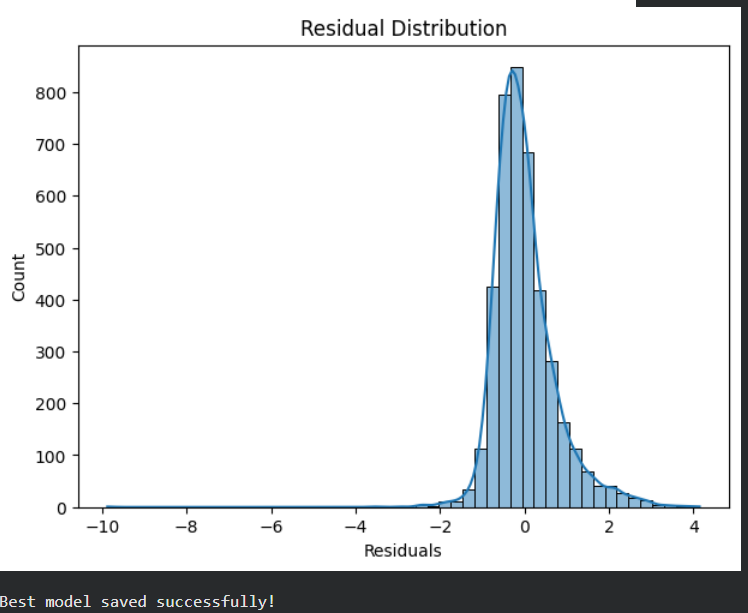 Residual Distribution
Count
800
700
600
500
400
300
200
100
0
−10 −8 −6 −4 −2 0 2 4
Residuals
Best model saved successfully!